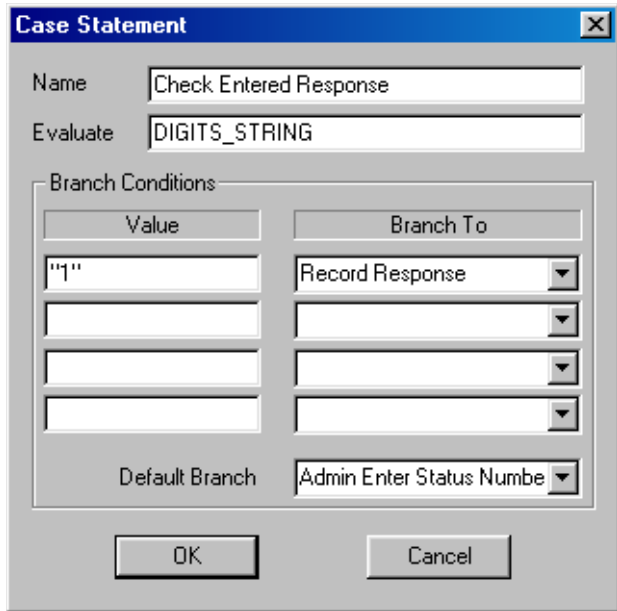 Case Statement
Name Check Entered Response
Evaluate DIGITS_STRING
Branch Conditions
Value Branch To
"1" Record Response
Default Branch Admin Enter Status Numbe
OK Cancel